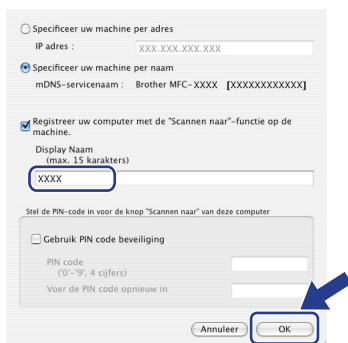 Specificeer uw machine per adres
IP adres : XXX.XXX.XXX.XXX
Specificeer uw machine per naam
mDNS-servicenaam : Brother MFC-XXXX [XXXXXXXXXXXX]
Registreer uw computer met de "Scannen naar"-functie op de
machine.
Display Naam
(max. 15 karakters)
XXXX
Stel de PIN-code in voor de knop "Scannen naar" van deze computer
Gebruik PIN code beveiliging
PIN code
('0'-'9', 4 cijfers)
Voer de PIN code opnieuw in
Annuleer OK